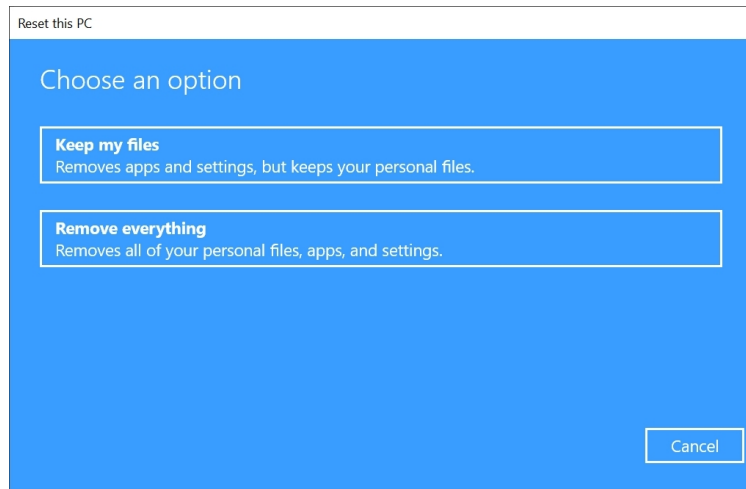 Reset this PC
Choose an option
Keep my files
Removes apps and settings, but keeps your personal files.
Remove everything
Removes all of your personal files, apps, and settings.
Cancel